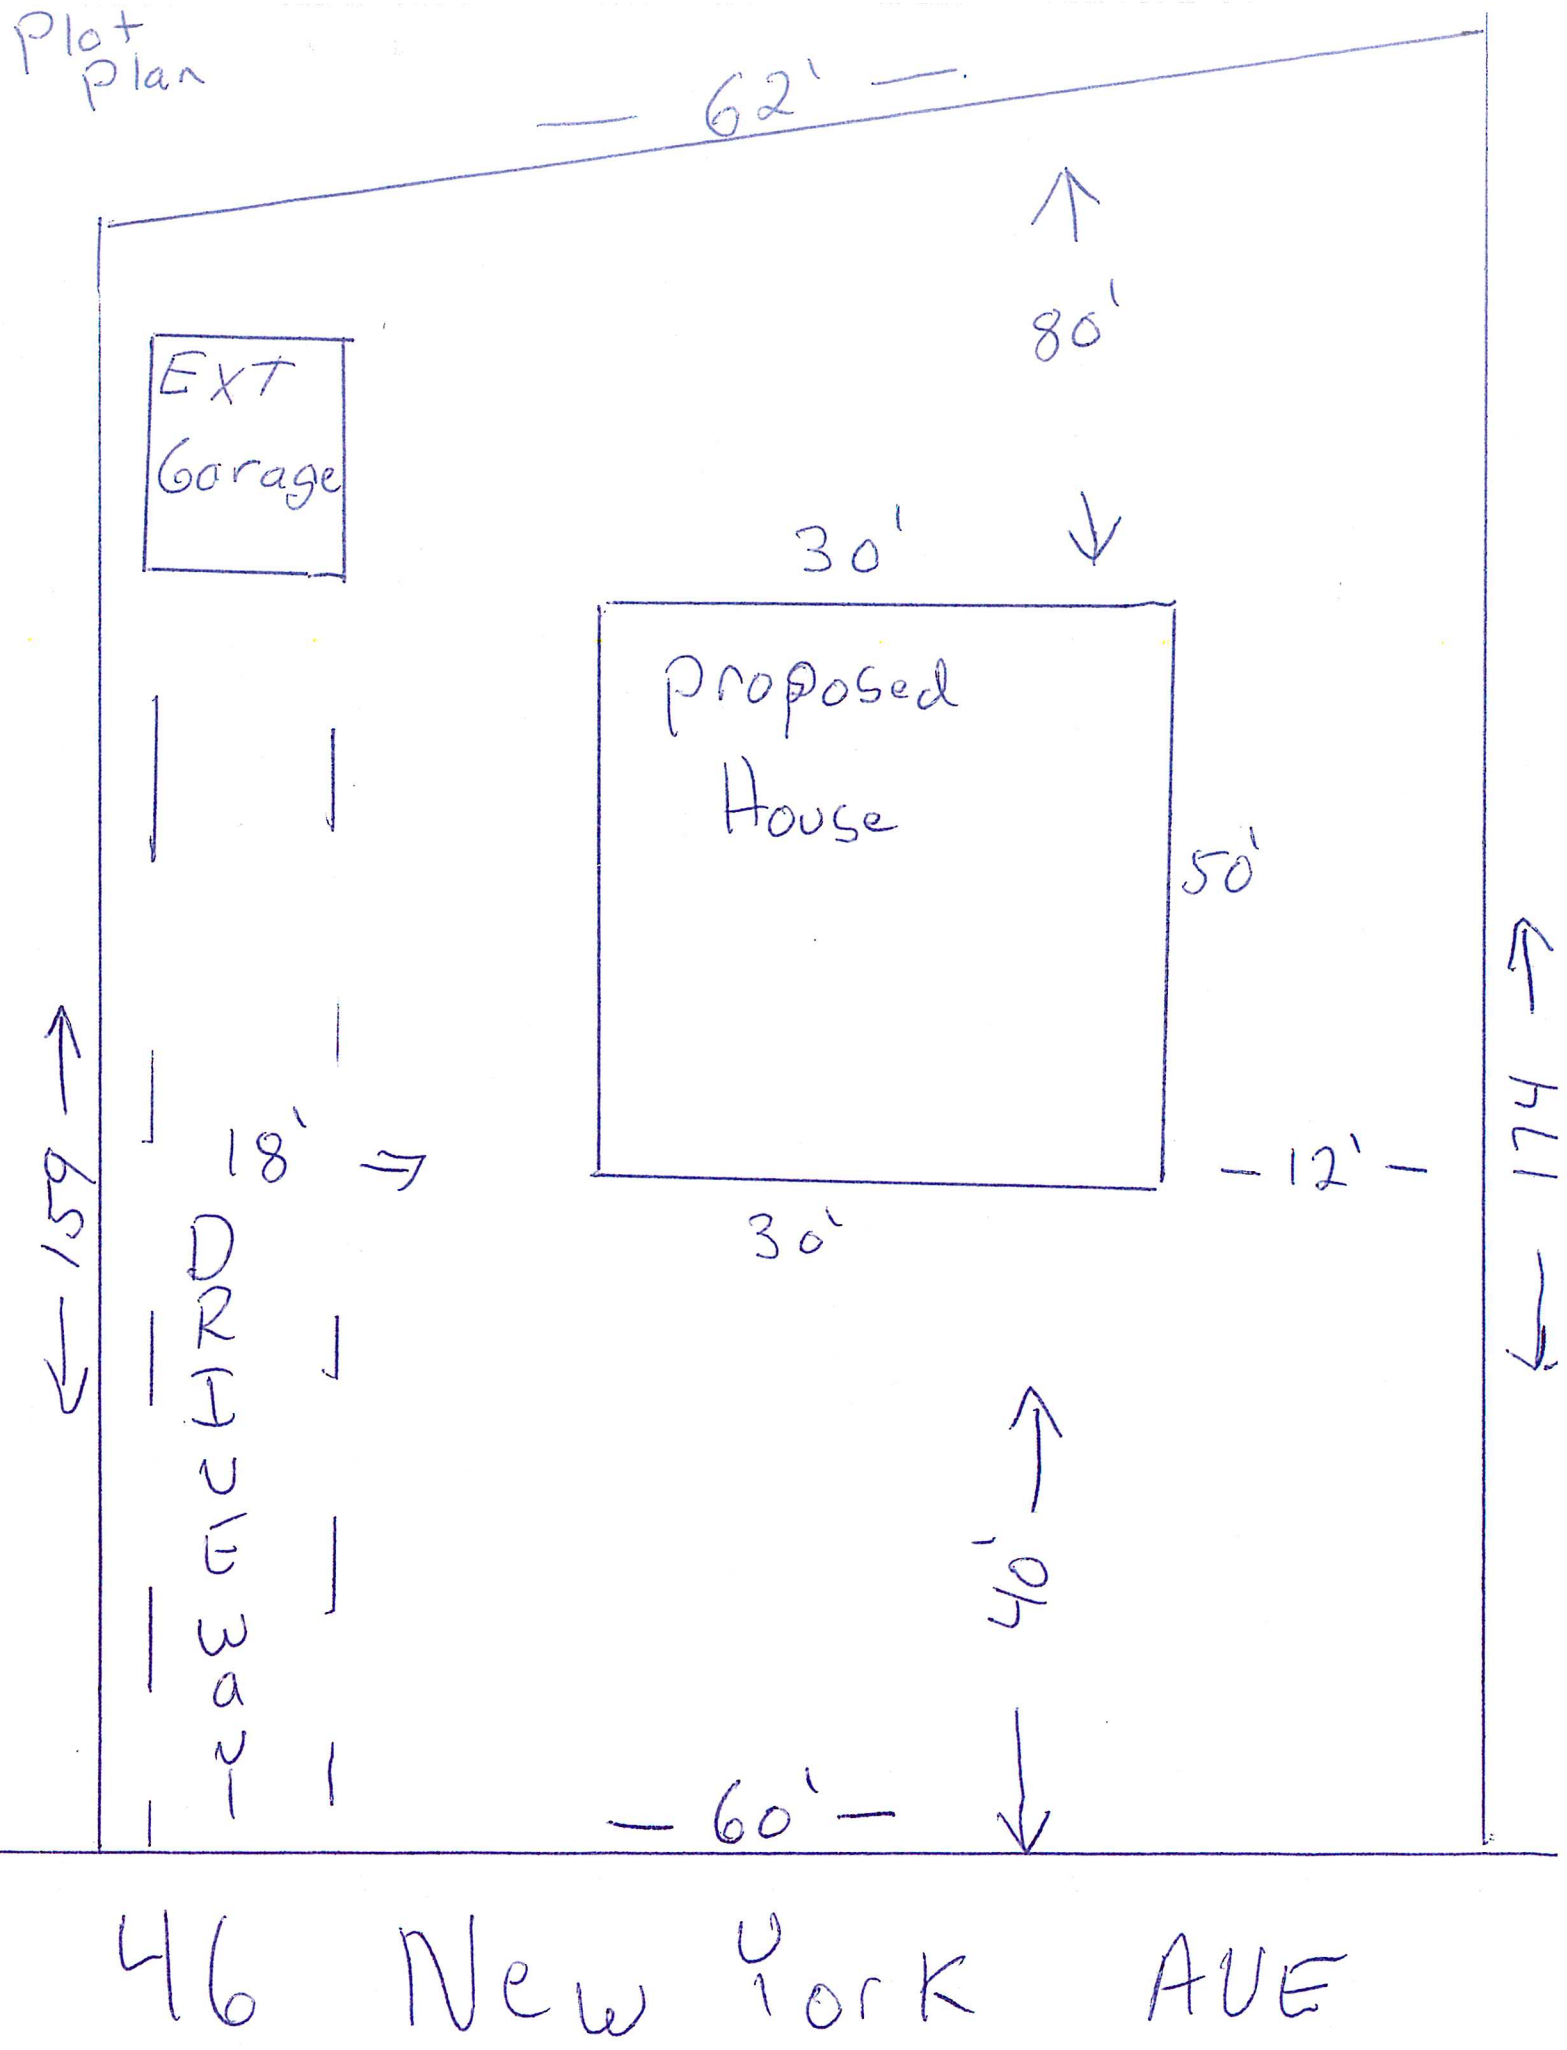 Plot
Plan
- 62' -
80'
EXT
Garage
30'
Proposed
House
50'
159
174
18'
- 12' -
30'
DRIVEWAY
40'
- 60' -
46 New York AVE